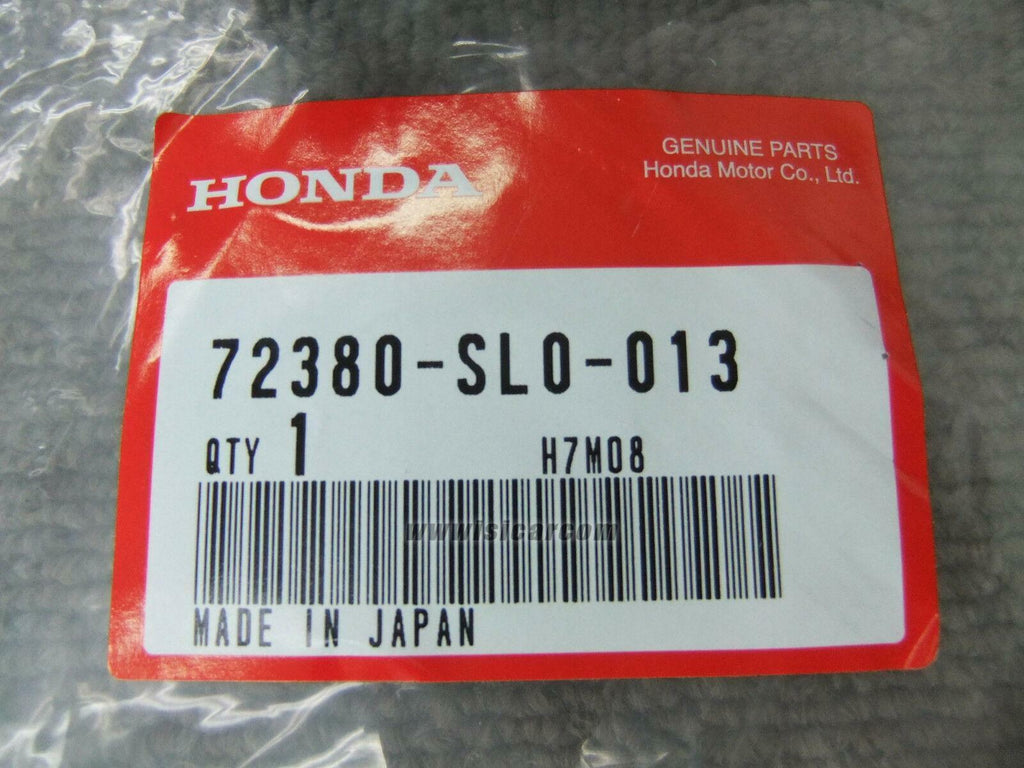 HONDA
GENUINE PARTS
Honda Motor Co., Ltd.
72380-SL0-013
QTY 1 H7M08
www.isicar.com
MADE IN JAPAN